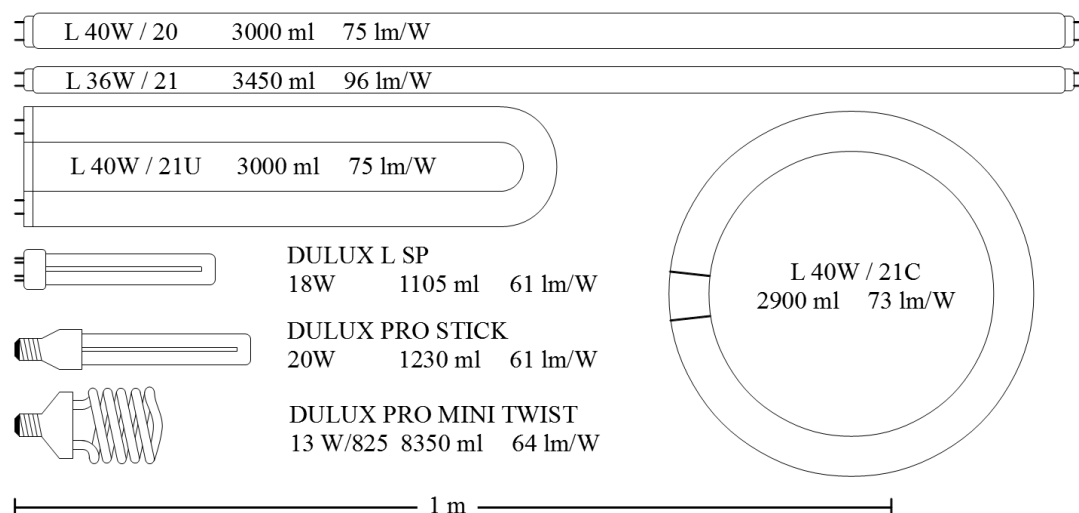 L 40W / 20 3000 ml 75 lm/W
L 36W / 21 3450 ml 96 lm/W
L 40W / 21U 3000 ml 75 lm/W
DULUX L SP
18W 1105 ml 61 lm/W
L 40W / 21C
2900 ml 73 lm/W
DULUX PRO STICK
20W 1230 ml 61 lm/W
DULUX PRO MINI TWIST
13 W/825 8350 ml 64 lm/W
1 m